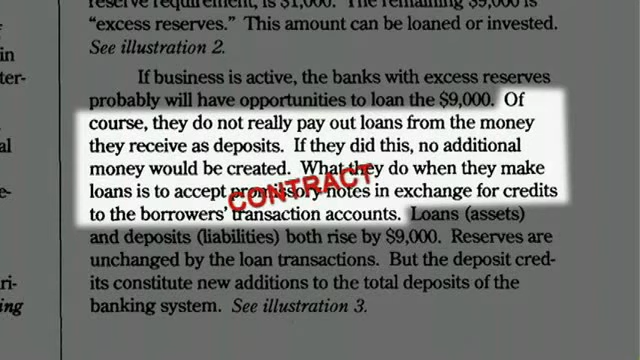 reserve requirement, is $1,000. The remaining $9,000 is
"excess reserves." This amount can be loaned or invested.
See illustration 2.
If business is active, the banks with excess reserves
probably will have opportunities to loan the $9,000. Of
course, they do not really pay out loans from the money
they receive as deposits. If they did this, no additional
money would be created. What they do when they make
loans is to accept promissory notes in exchange for credits
to the borrowers' transaction accounts. Loans (assets)
and deposits (liabilities) both rise by $9,000. Reserves are
unchanged by the loan transactions. But the deposit cred-
its constitute new additions to the total deposits of the
banking system. See illustration 3.
CONTRACT
in
ter-
al
e-
ri-
ing